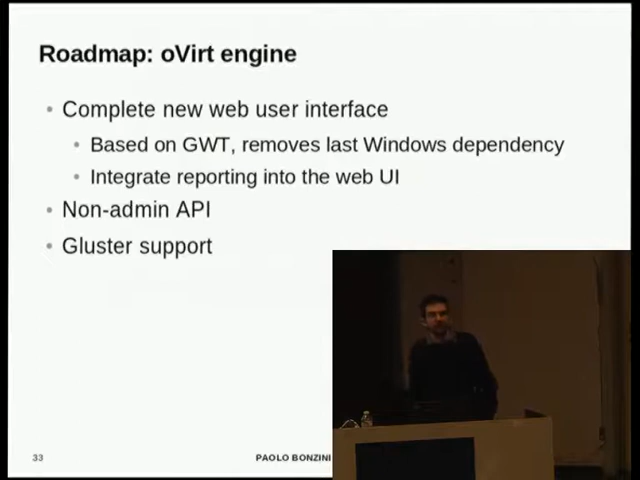 Roadmap: oVirt engine
• Complete new web user interface
• Based on GWT, removes last Windows dependency
• Integrate reporting into the web UI
• Non-admin API
• Gluster support
33
PAOLO BONZINI